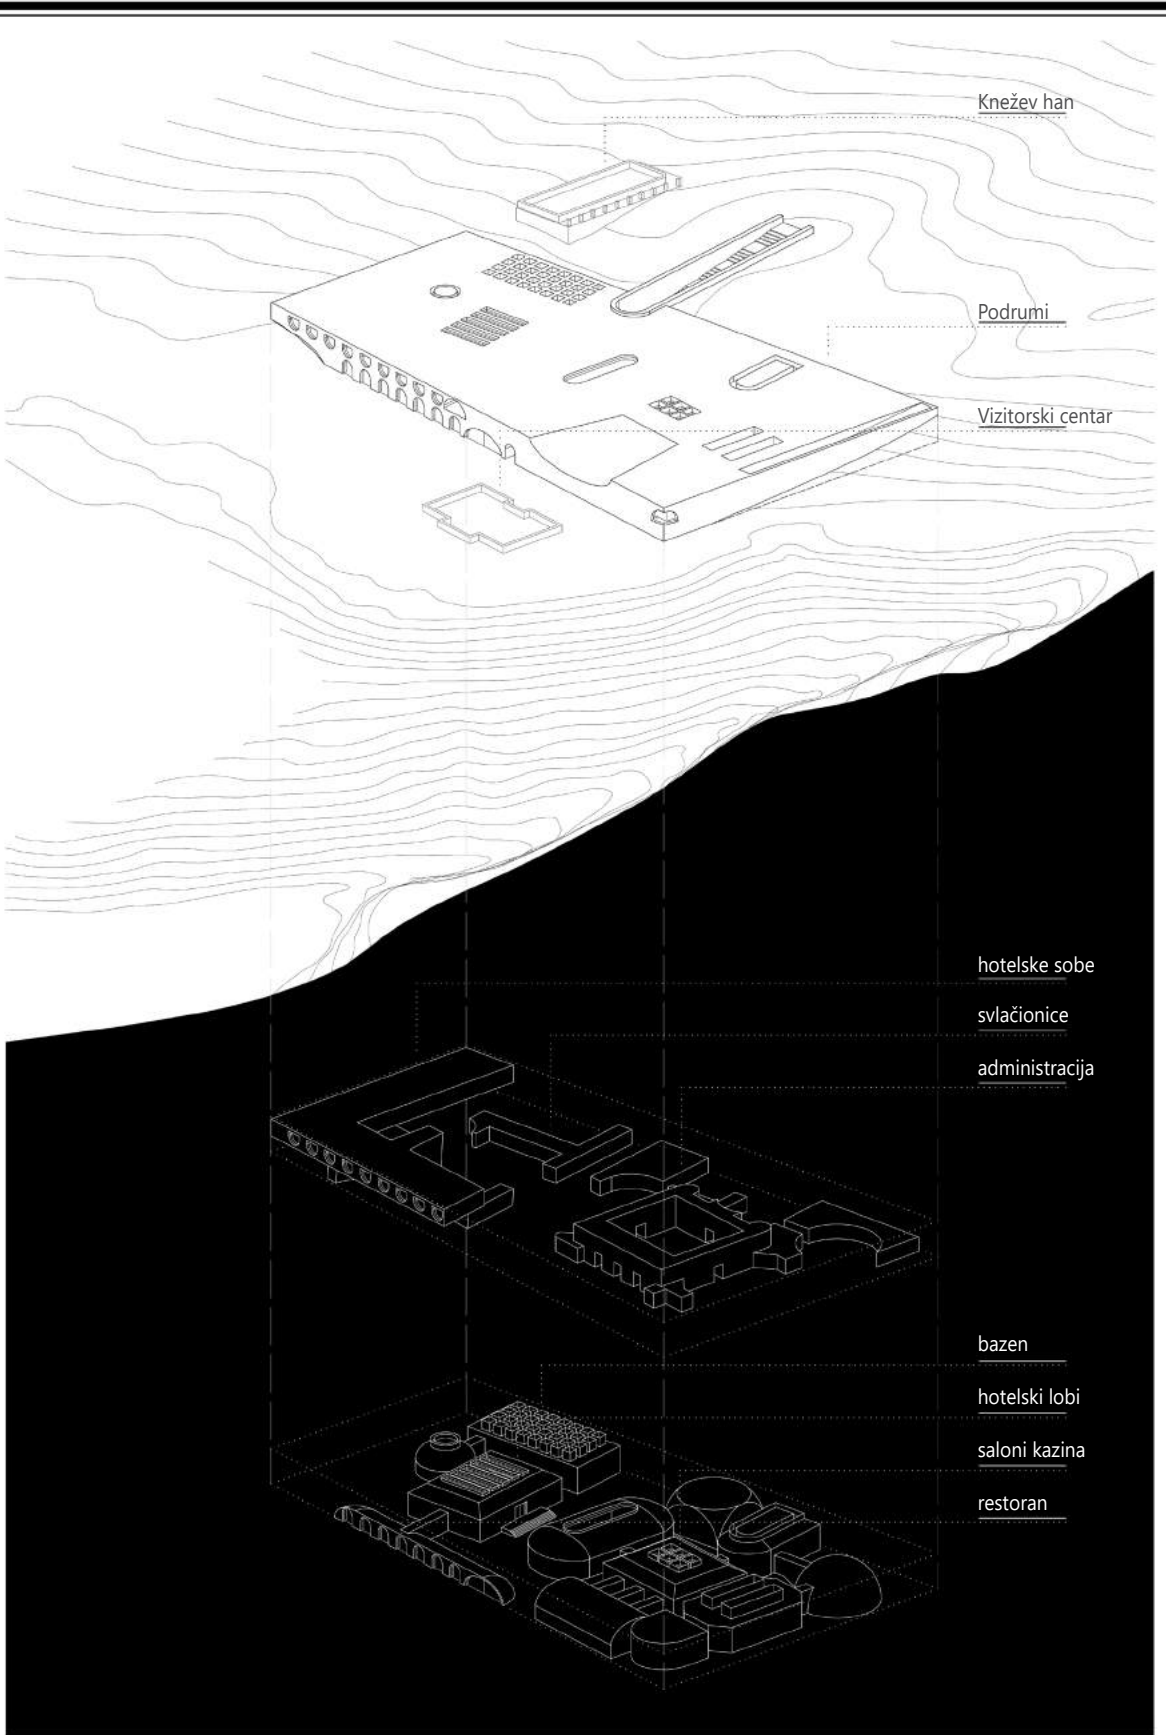 Knežev han
Podrumi
Vizitorski centar
hotelske sobe
svlačionice
administracija
bazen
hotelski lobi
saloni kazina
restoran